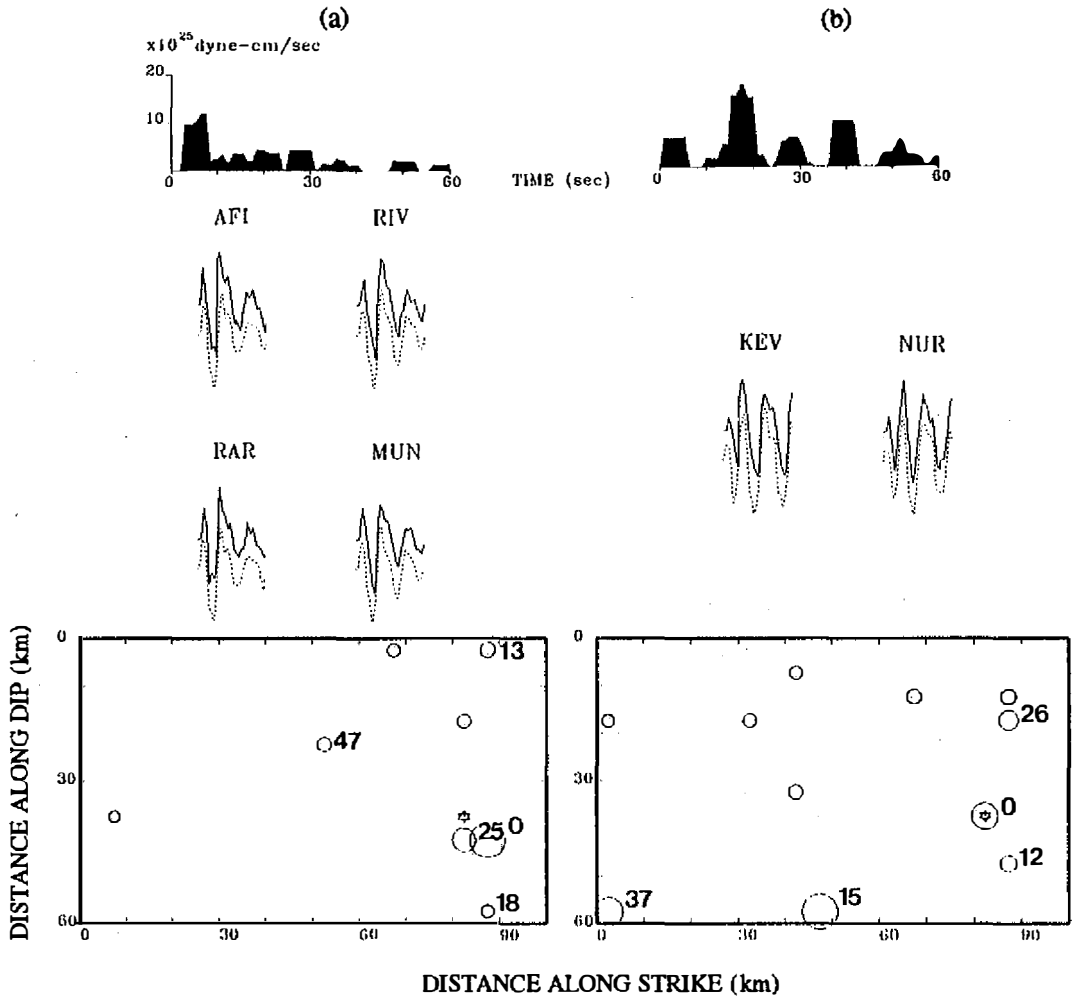 (a) (b)
x10^25 dyne-cm/sec
20
10
0 30 60 TIME (sec) 0 30 60
AFI RIV
KEV NUR
RAR MUN
DISTANCE ALONG DIP (km)
0 13 0
26
47
30 30
25 0 0
12
18 37 15
60 60
0 30 60 90 0 30 60 90
DISTANCE ALONG STRIKE (km)